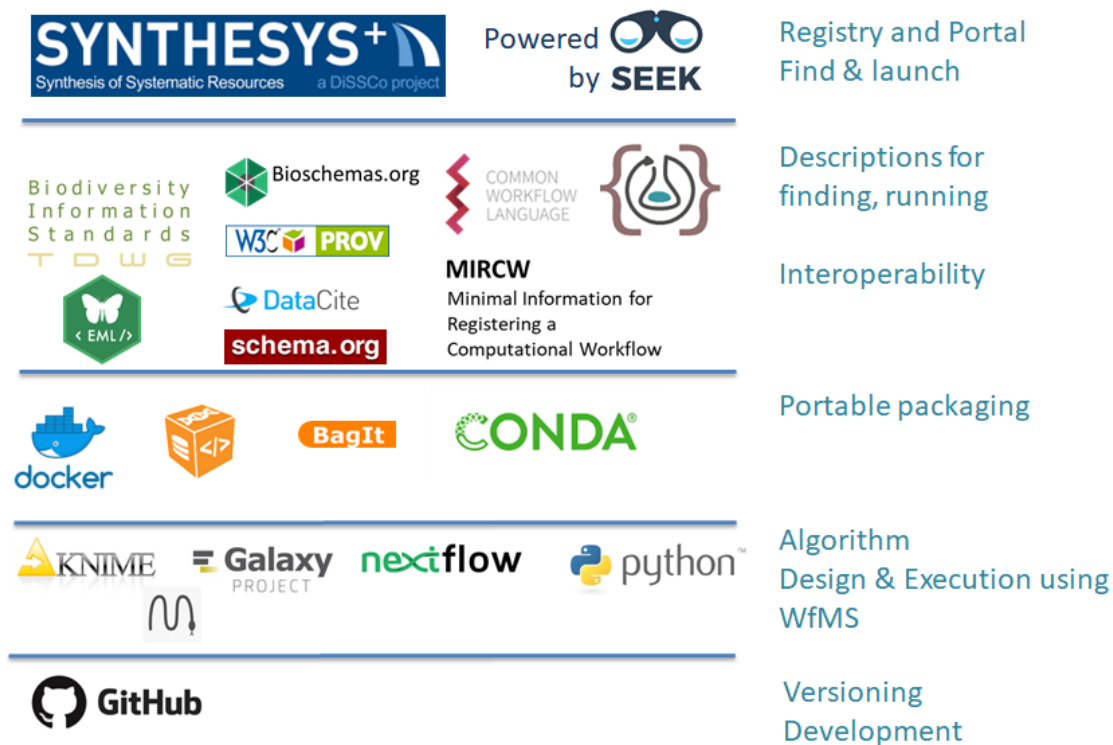 SYNTHESYS+
Synthesis of Systematic Resources a DiSSCo project
Powered
by SEEK
Registry and Portal
Find & launch
Biodiversity
Information
Standards
TDWG
< EML />
Bioschemas.org
W3C PROV
DataCite
schema.org
COMMON
WORKFLOW
LANGUAGE
MIRCW
Minimal Information for
Registering a
Computational Workflow
Descriptions for
finding, running
Interoperability
docker
</>
BagIt
CONDA®
Portable packaging
KNIME
Galaxy
PROJECT
nextflow
python™
Algorithm
Design & Execution using
WfMS
GitHub
Versioning
Development